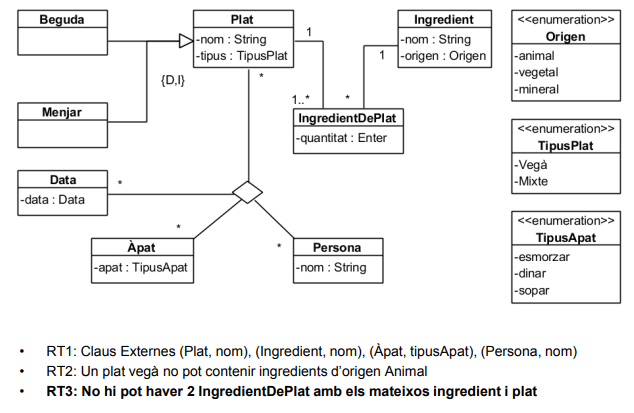 Beguda
Menjar
Plat
-nom : String
-tipus : TipusPlat
{D,I}
1
*
1..*
Ingredient
-nom : String
-origen : Origen
1
*
IngredientDePlat
-quantitat : Enter
Data
-data : Data
*
Àpat
-apat : TipusApat
*
Persona
-nom : String
*
<<enumeration>>
Origen
-animal
-vegetal
-mineral
<<enumeration>>
TipusPlat
-Vegà
-Mixte
<<enumeration>>
TipusApat
-esmorzar
-dinar
-sopar
• RT1: Claus Externes (Plat, nom), (Ingredient, nom), (Àpat, tipusApat), (Persona, nom)
• RT2: Un plat vegà no pot contenir ingredients d'origen Animal
• RT3: No hi pot haver 2 IngredientDePlat amb els mateixos ingredient i plat